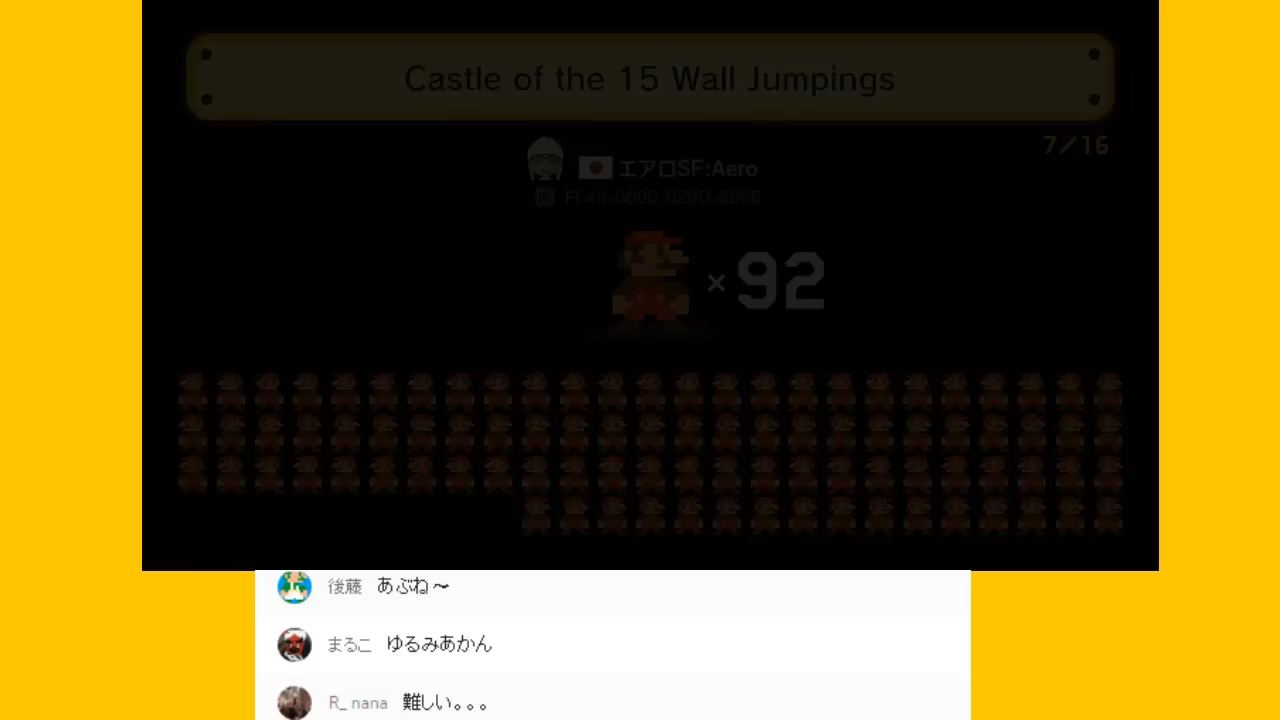 Castle of the 15 Wall Jumpings
7/16
エアロSF:Aero
× 92
後藤 あぶね～
まるこ ゆるみあかん
R_nana 難しい。。。